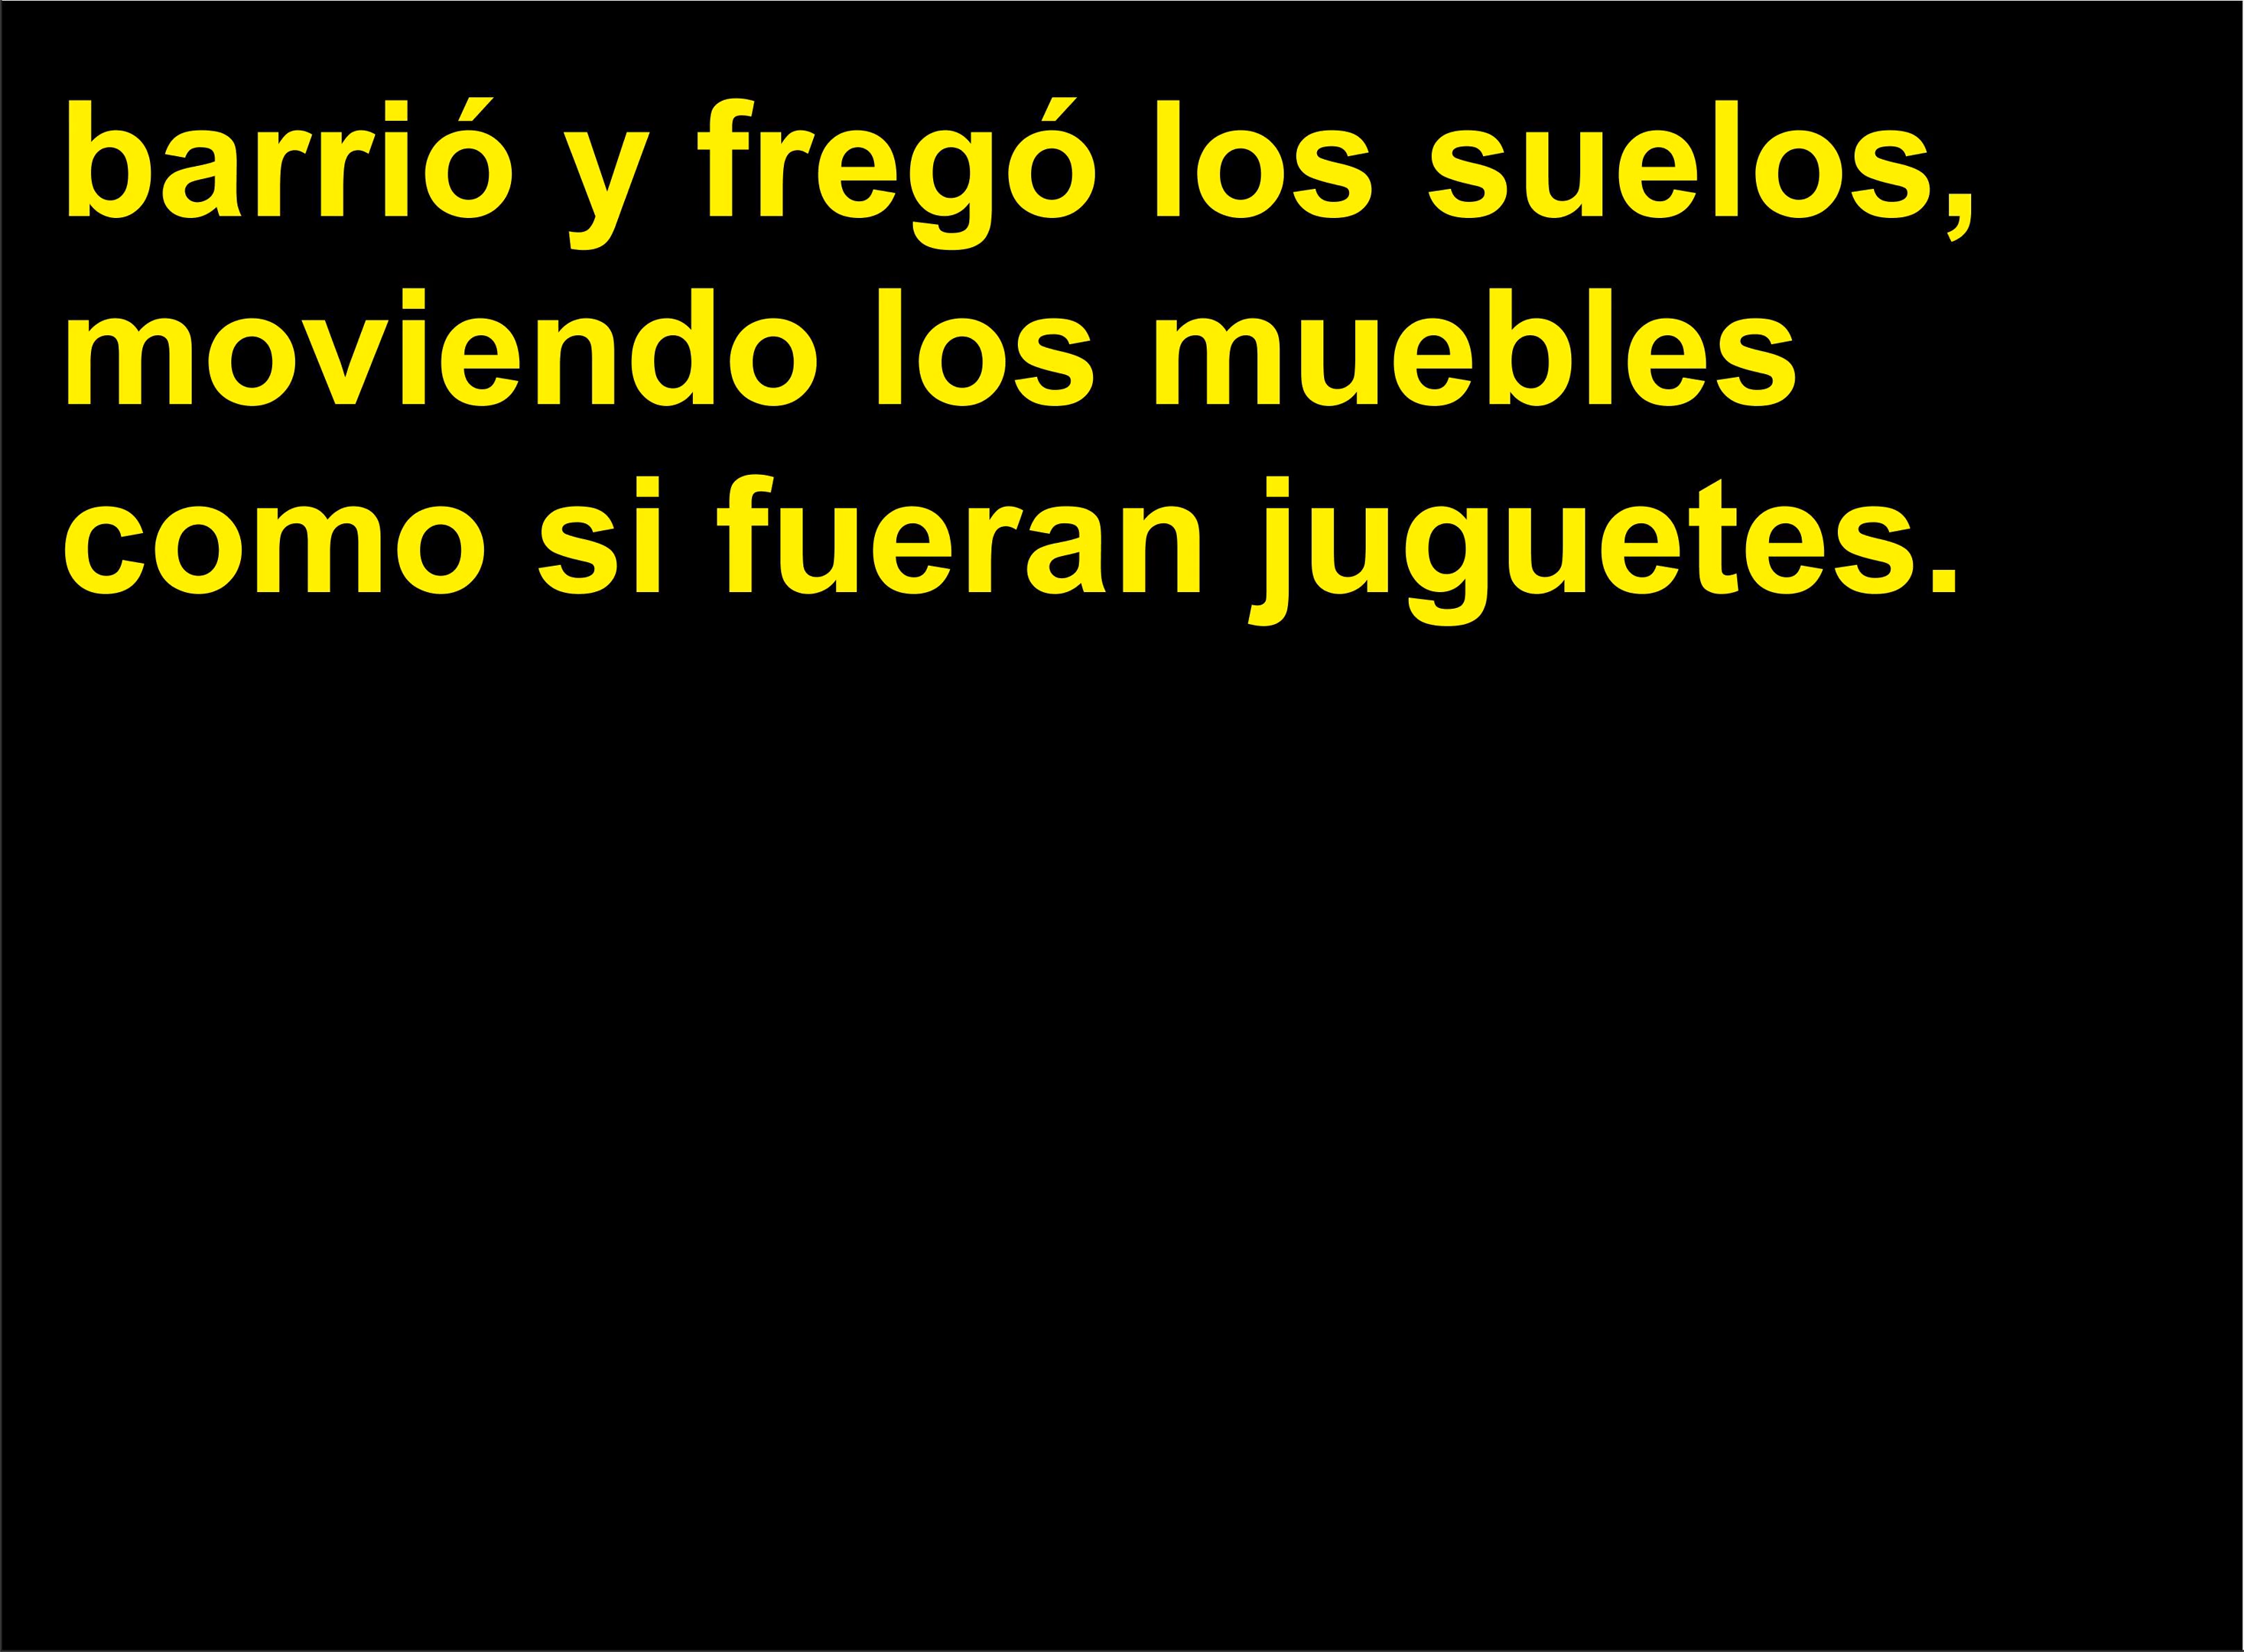 barrió y fregó los suelos,
moviendo los muebles
como si fueran juguetes.